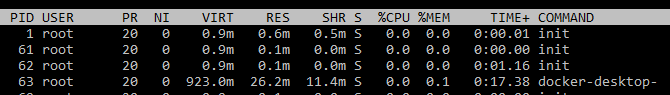 PID USER PR NI VIRT RES SHR S %CPU %MEM TIME+ COMMAND
1 root 20 0 0.9m 0.6m 0.5m S 0.0 0.0 0:00.01 init
61 root 20 0 0.9m 0.1m 0.0m S 0.0 0.0 0:00.00 init
62 root 20 0 0.9m 0.1m 0.0m S 0.0 0.0 0:01.16 init
63 root 20 0 923.0m 26.2m 11.4m S 0.0 0.1 0:17.38 docker-desktop-